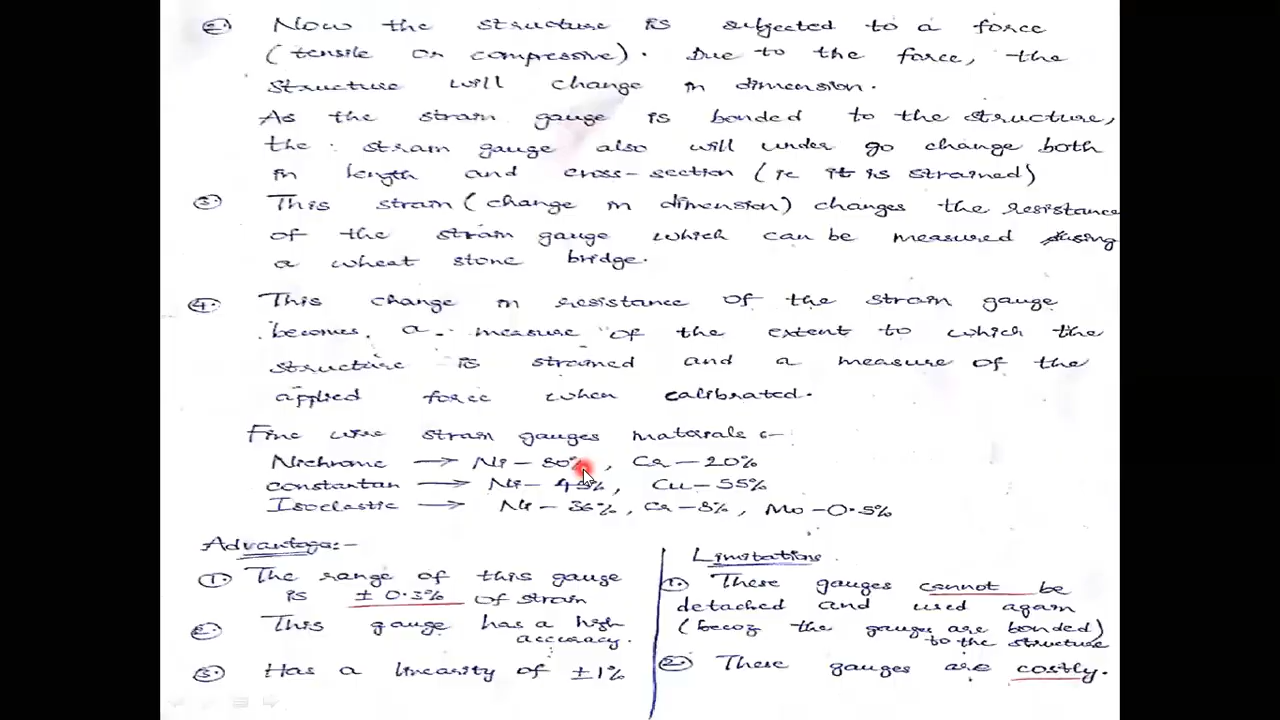 2. Now the structure is subjected to a force
(tensile or compressive). Due to the force, the
structure will change in dimension.
As the strain gauge is bonded to the structure,
the strain gauge also will under go change both
in length and cross-section (ie it is strained)
3. This strain (change in dimension) changes the resistance
of the strain gauge which can be measured using
a wheat stone bridge.
4. This change in resistance of the strain gauge
becomes a measure of the extent to which the
structure is strained and a measure of the
applied force when calibrated.
Fine wire strain gauges materials :-
Nichrome → Ni - 80%, Cr - 20%
constantan → Ni - 45%, Cu - 55%
Isoelastic → Ni - 36%, Cr - 8%, Mo - 0.5%
Advantages:-
1. The range of this gauge
is ± 0.3% of strain
2. This gauge has a high
accuracy.
3. Has a linearity of ±1%
Limitations
1. These gauges cannot be
detached and used again
(becoz the gauges are bonded)
to the structure
2. These gauges are costly.